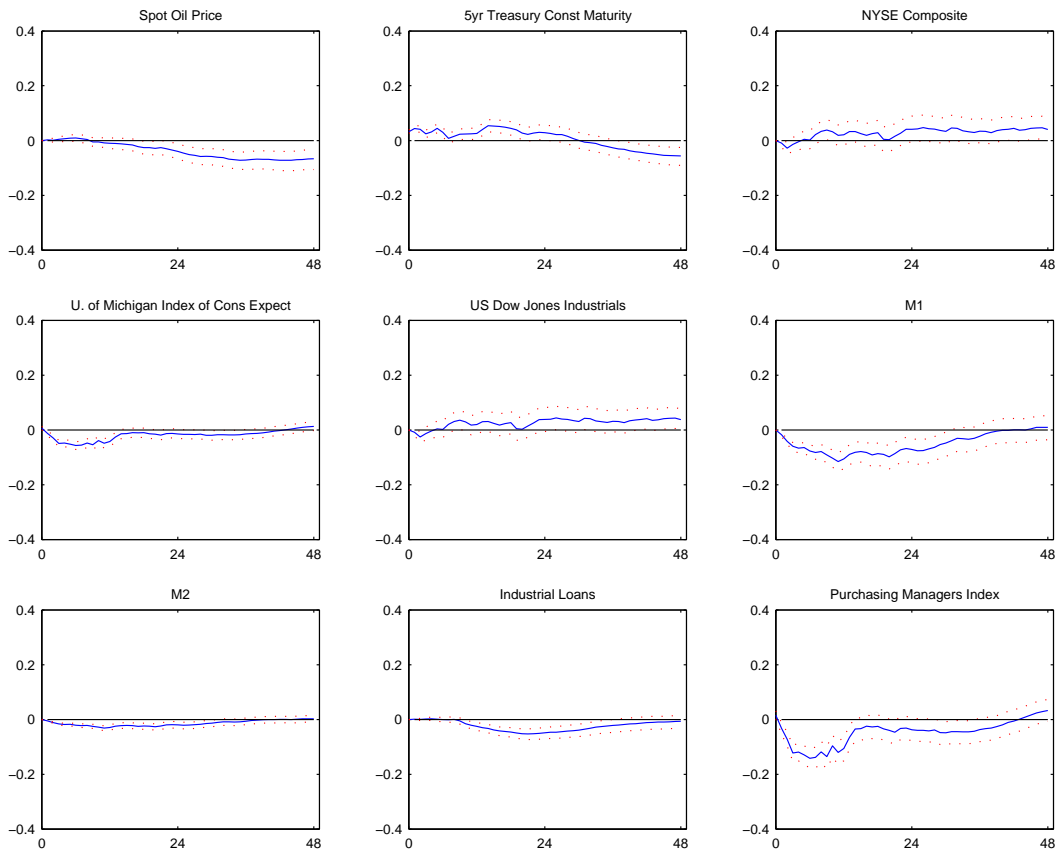 Spot Oil Price
0.4
0.2
0
−0.2
−0.4
0 24 48
5yr Treasury Const Maturity
0.4
0.2
0
−0.2
−0.4
0 24 48
NYSE Composite
0.4
0.2
0
−0.2
−0.4
0 24 48
U. of Michigan Index of Cons Expect
0.4
0.2
0
−0.2
−0.4
0 24 48
US Dow Jones Industrials
0.4
0.2
0
−0.2
−0.4
0 24 48
M1
0.4
0.2
0
−0.2
−0.4
0 24 48
M2
0.4
0.2
0
−0.2
−0.4
0 24 48
Industrial Loans
0.4
0.2
0
−0.2
−0.4
0 24 48
Purchasing Managers Index
0.4
0.2
0
−0.2
−0.4
0 24 48